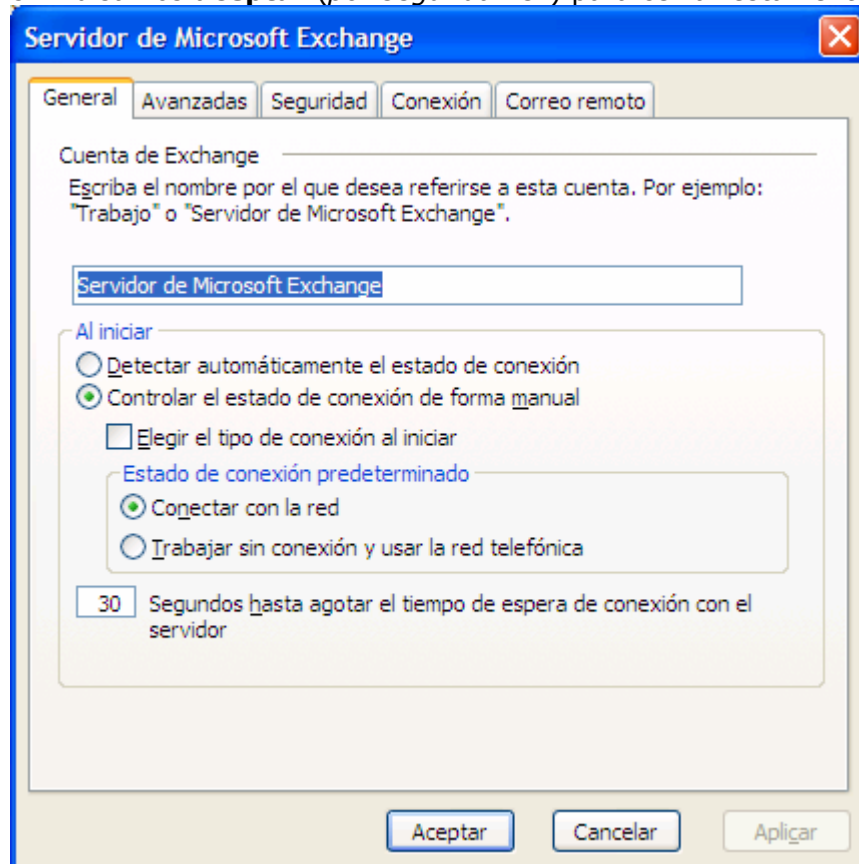 Servidor de Microsoft Exchange
General Avanzadas Seguridad Conexión Correo remoto
Cuenta de Exchange
Escriba el nombre por el que desea referirse a esta cuenta. Por ejemplo:
"Trabajo" o "Servidor de Microsoft Exchange".
Servidor de Microsoft Exchange
Al iniciar
Detectar automáticamente el estado de conexión
Controlar el estado de conexión de forma manual
Elegir el tipo de conexión al iniciar
Estado de conexión predeterminado
Conectar con la red
Trabajar sin conexión y usar la red telefónica
30 Segundos hasta agotar el tiempo de espera de conexión con el
servidor
Aceptar Cancelar Aplicar